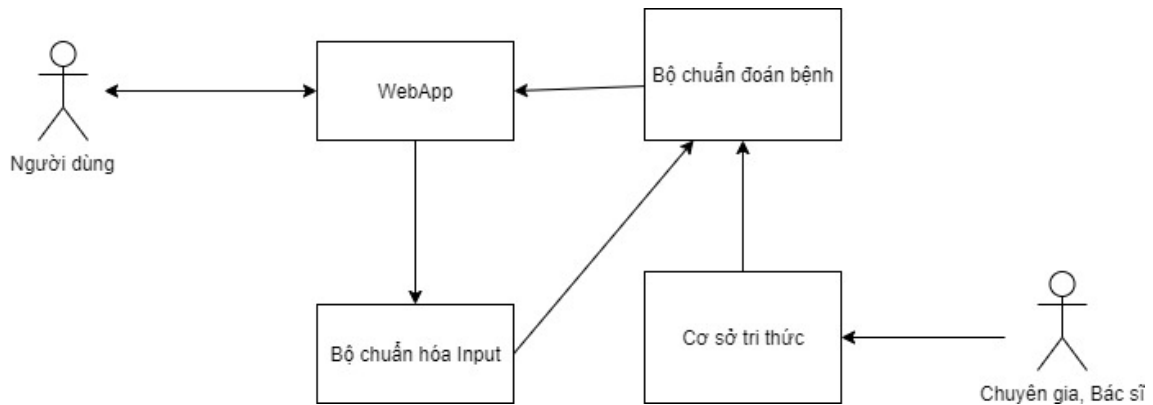 Bộ chuẩn đoán bệnh
WebApp
Người dùng
Bộ chuẩn hóa Input
Cơ sở tri thức
Chuyên gia, Bác sĩ